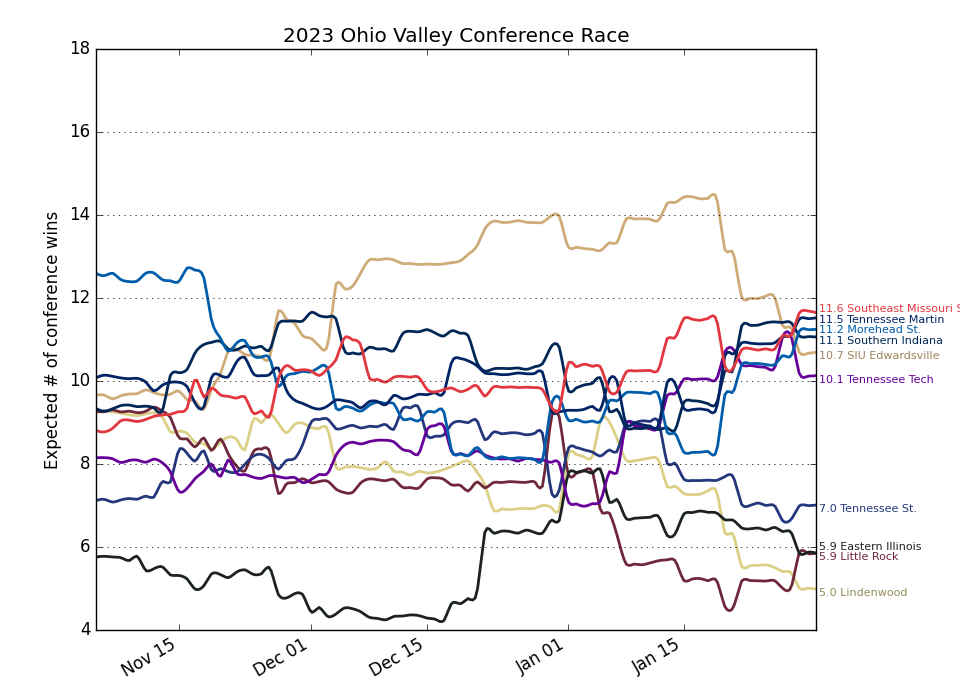 2023 Ohio Valley Conference Race
Expected # of conference wins
18
16
14
12
10
8
6
4
Nov 15
Dec 01
Dec 15
Jan 01
Jan 15
11.6 Southeast Missouri S
11.5 Tennessee Martin
11.2 Morehead St.
11.1 Southern Indiana
10.7 SIU Edwardsville
10.1 Tennessee Tech
7.0 Tennessee St.
5.9 Eastern Illinois
5.9 Little Rock
5.0 Lindenwood